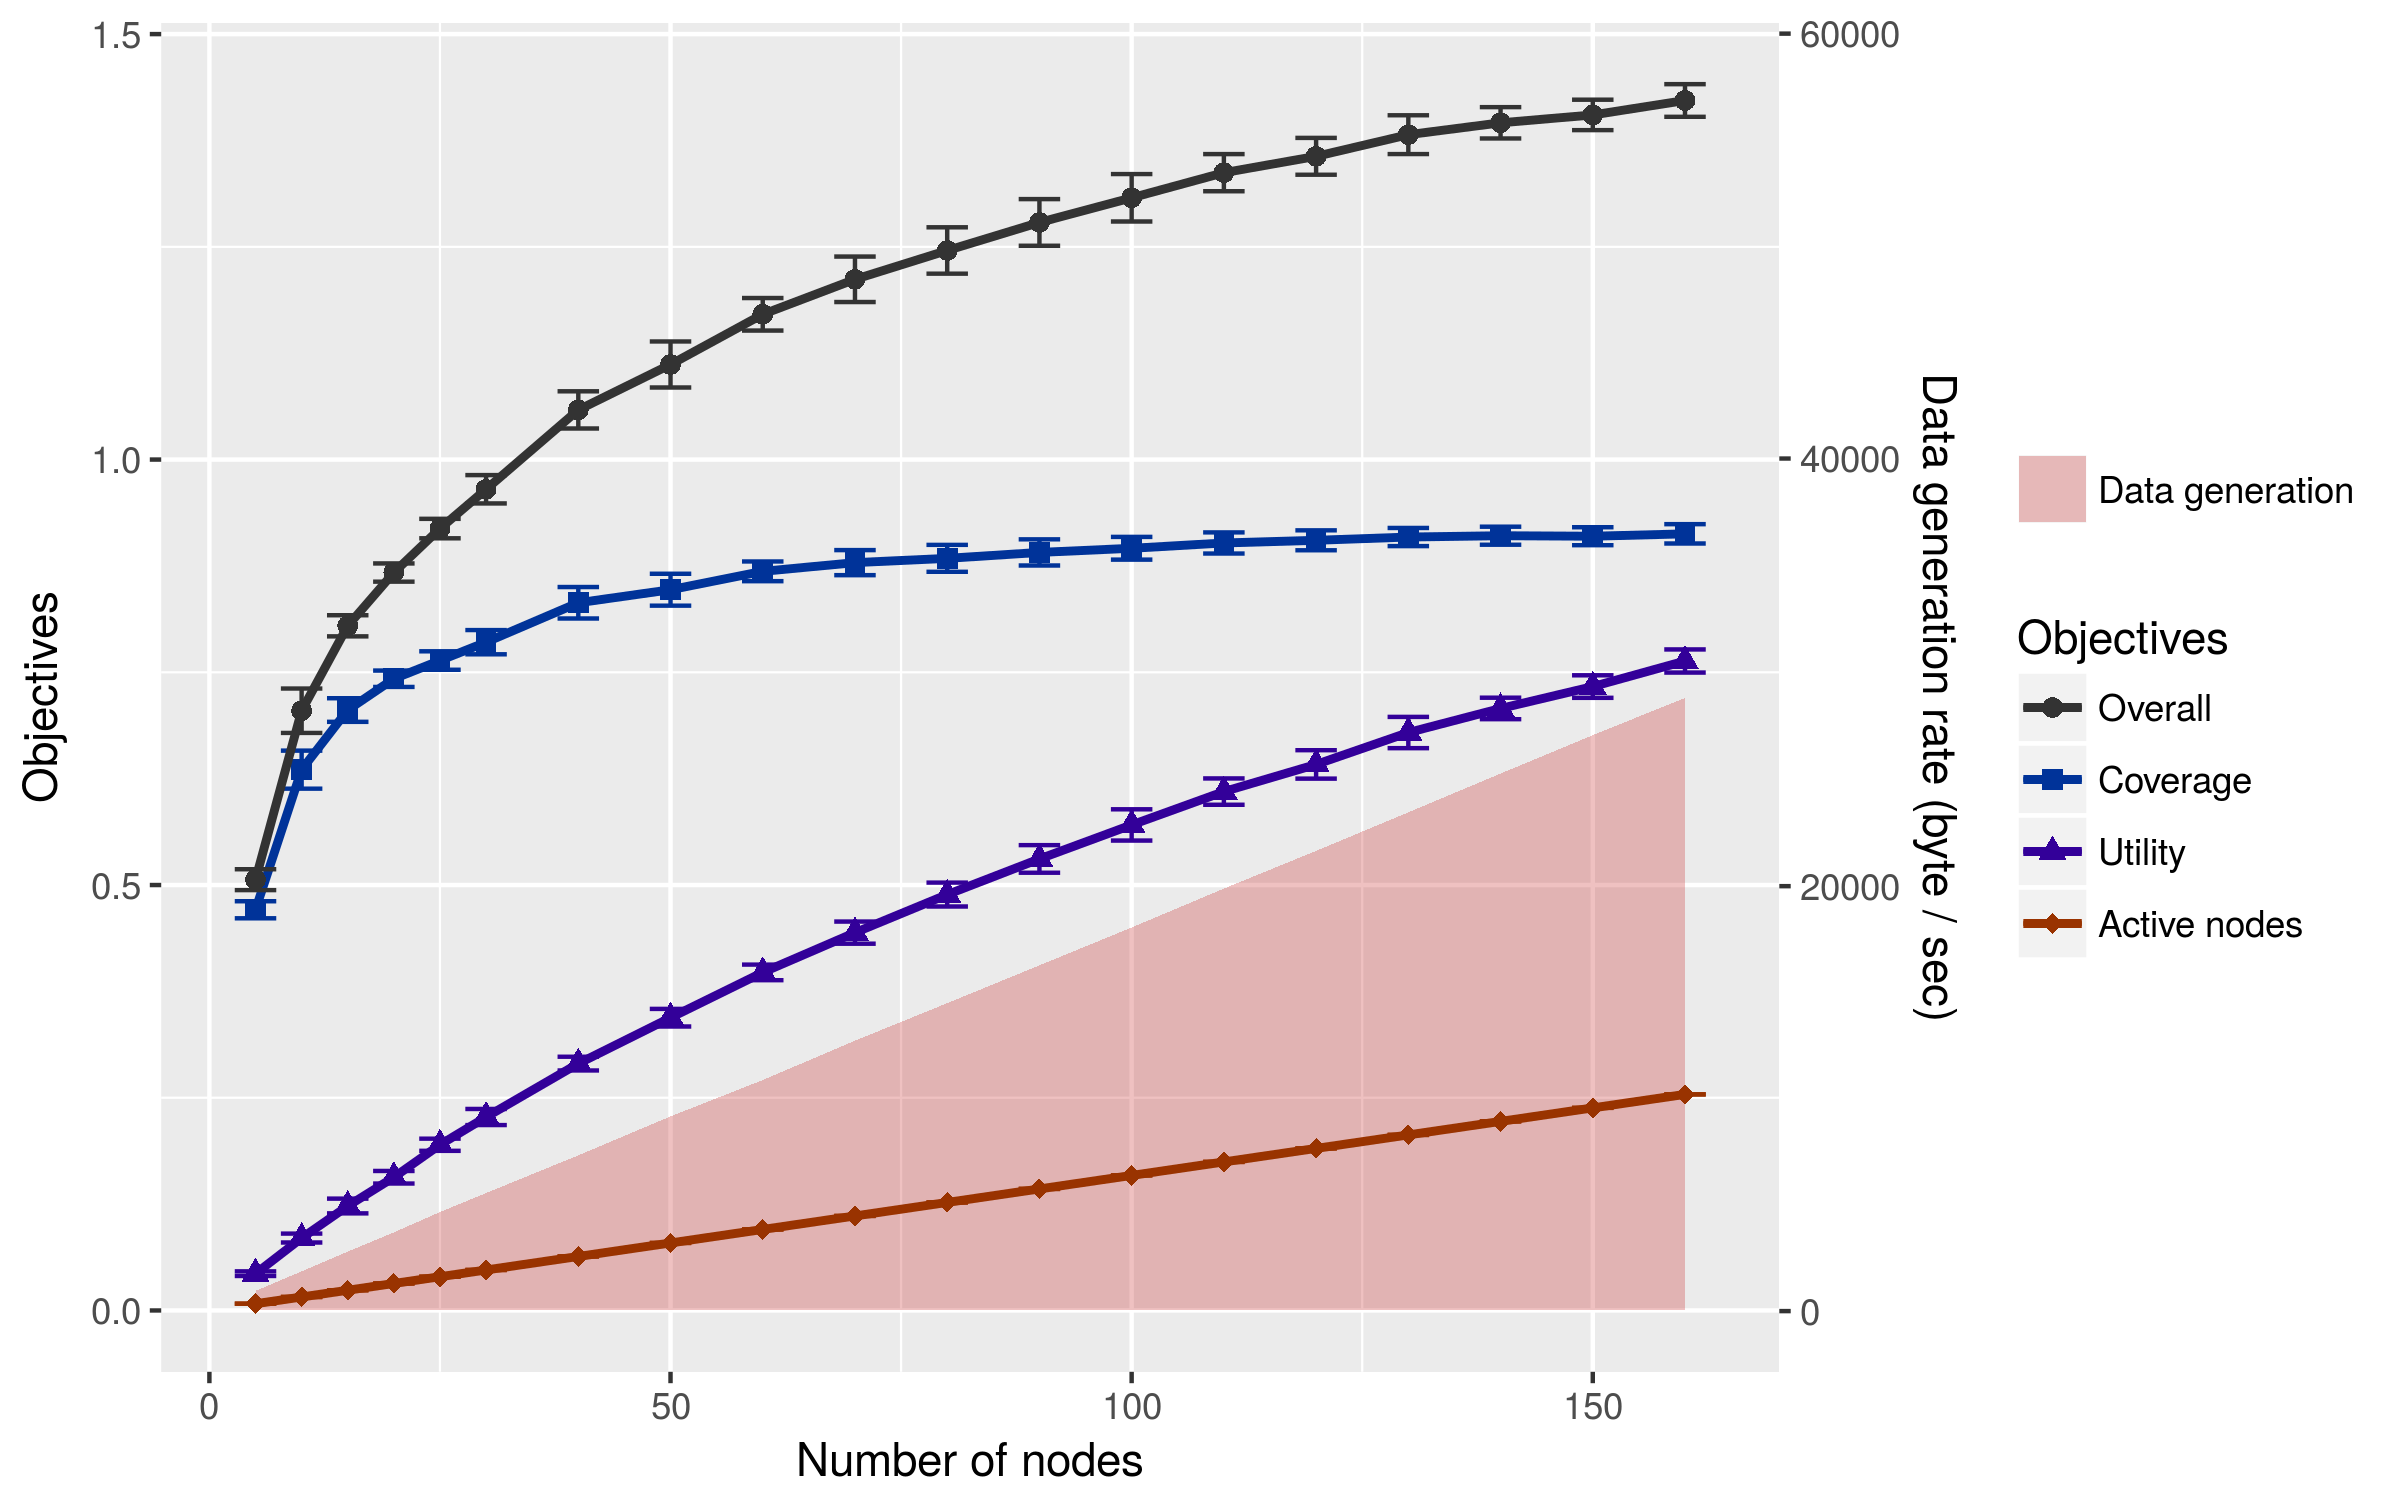 1.5
1.0
0.5
0.0
Objectives
0
50
100
150
Number of nodes
60000
40000
20000
0
Data generation rate (byte / sec)
Data generation
Objectives
Overall
Coverage
Utility
Active nodes